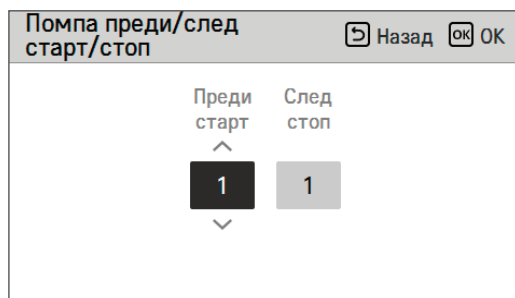 Помпа преди/след
старт/стоп
Назад OK OK
Преди След
старт стоп
1 1